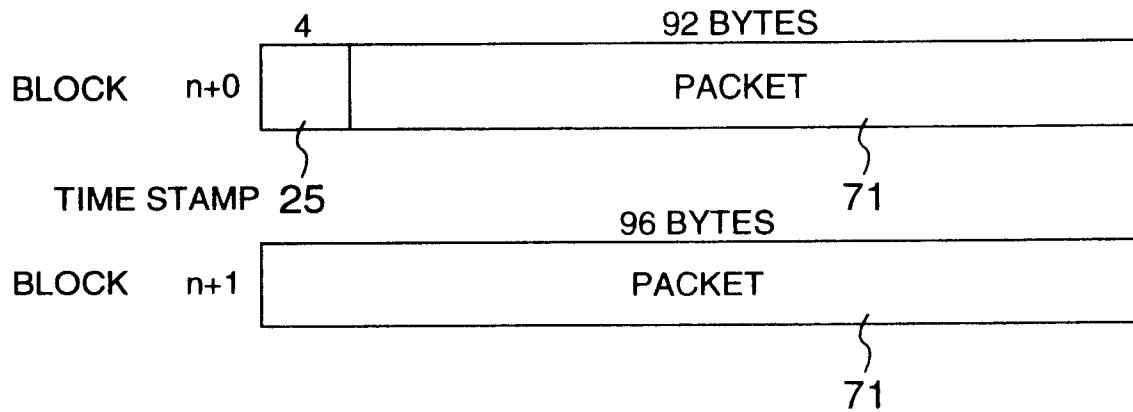 4 92 BYTES
BLOCK n+0 PACKET
TIME STAMP 25 71
96 BYTES
BLOCK n+1 PACKET
71